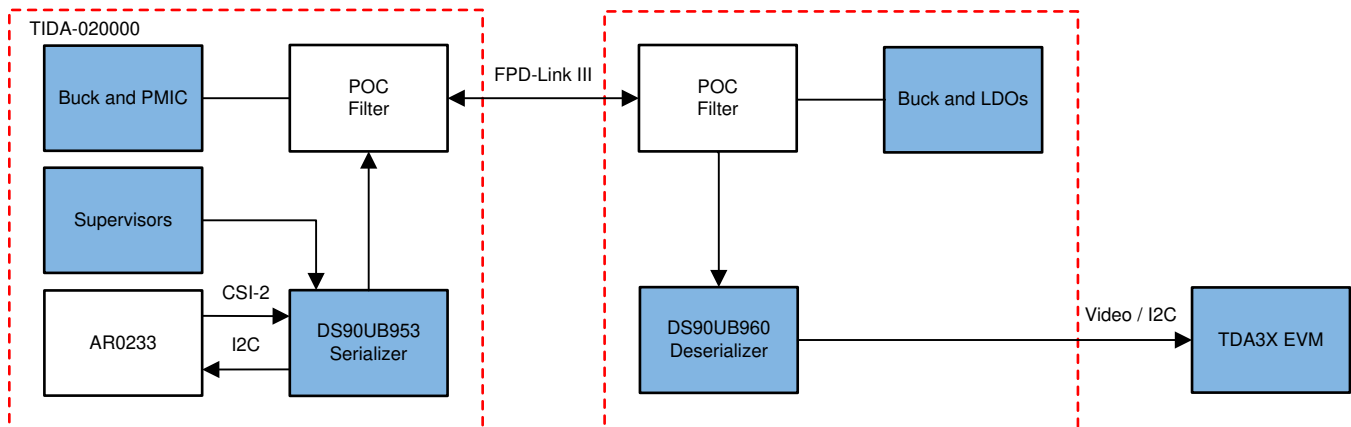 TIDA-020000
Buck and PMIC
POC
Filter
FPD-Link III
POC
Filter
Buck and LDOs
Supervisors
CSI-2
AR0233
I2C
DS90UB953
Serializer
DS90UB960
Deserializer
Video / I2C
TDA3X EVM